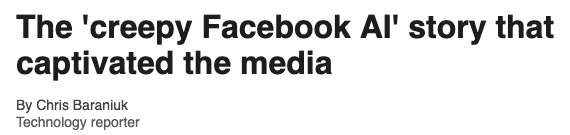 The 'creepy Facebook AI' story that
captivated the media
By Chris Baraniuk
Technology reporter